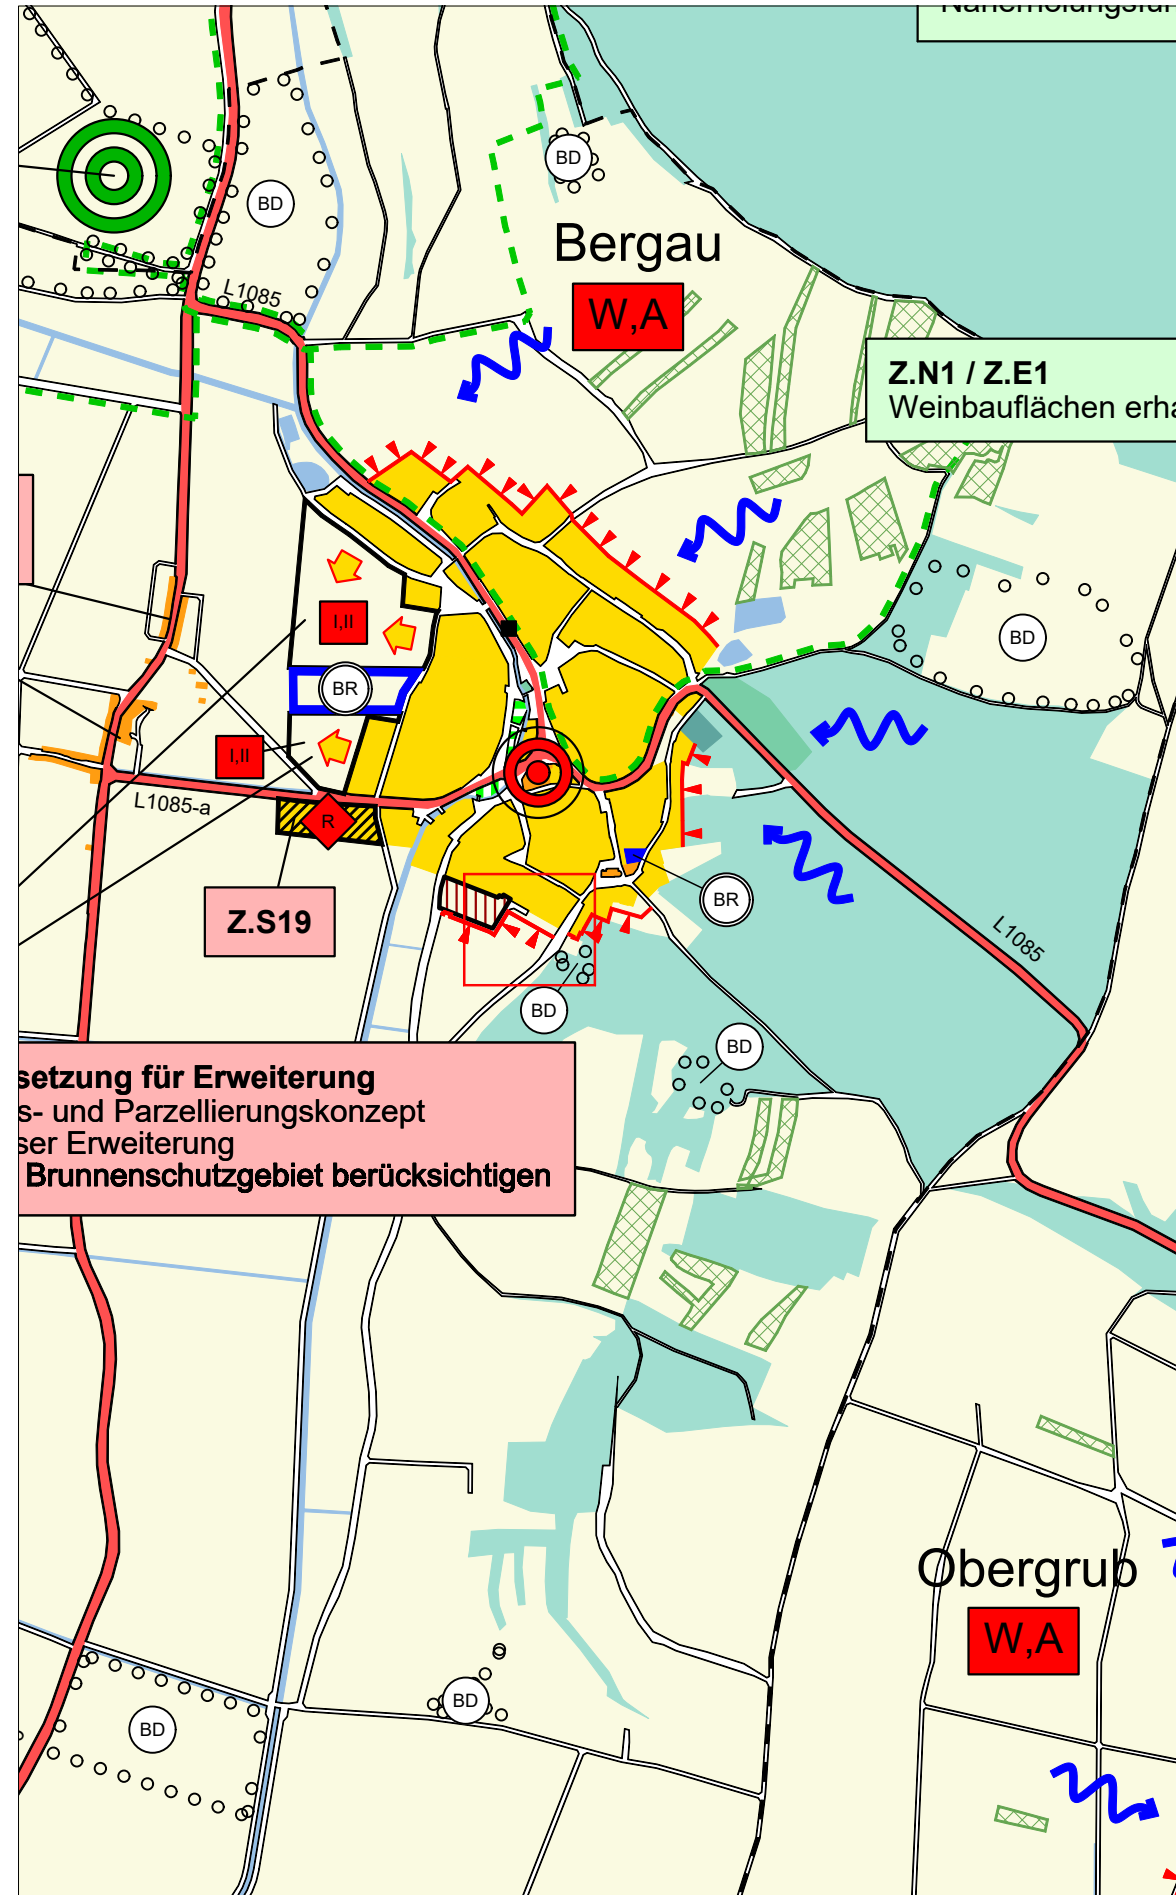 BD
BD
Bergau
W,A
L1085
Z.N1 / Z.E1
Weinbauflächen
I,II
BD
BR
I,II
L1085-a
R
BR
Z.S19
L1085
BD
BD
setzung für Erweiterung
s- und Parzellierungskonzept
ser Erweiterung
Brunnenschutzgebiet berücksichtigen
Obergrub
W,A
BD
BD